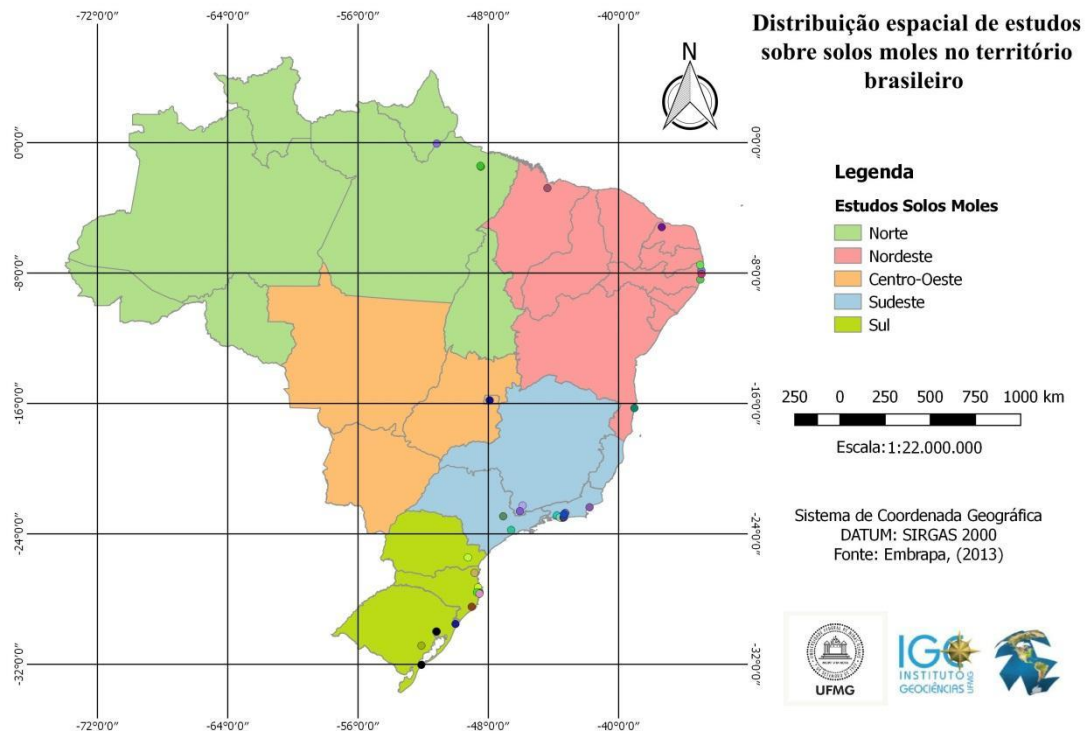 -72°0'0" -64°0'0" -56°0'0" -48°0'0" -40°0'0"
Distribuição espacial de estudos
sobre solos moles no território
brasileiro
N
0°0'0" 0°0'0"
Legenda
Estudos Solos Moles
Norte
Nordeste
Centro-Oeste
Sudeste
Sul
-8°0'0" -8°0'0"
-16°0'0" -16°0'0"
250 0 250 500 750 1000 km
Escala:1:22.000.000
-24°0'0" -24°0'0"
Sistema de Coordenada Geográfica
DATUM: SIRGAS 2000
Fonte: Embrapa, (2013)
-32°0'0" -32°0'0"
UFMG
IGC
INSTITUTO
GEOCIÊNCIAS
UFMG
-72°0'0" -64°0'0" -56°0'0" -48°0'0" -40°0'0"